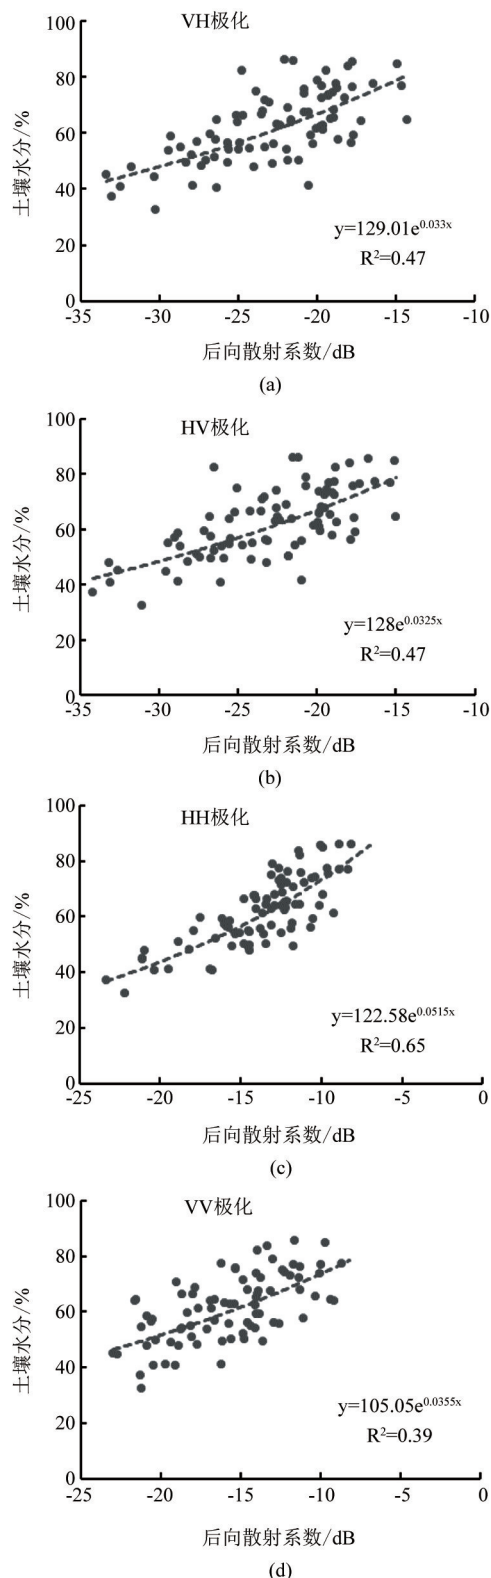 VH极化
100
80
60
40
20
0
土壤水分/%
y=129.01e^0.033x
R²=0.47
-35 -30 -25 -20 -15 -10
后向散射系数/dB
(a)
HV极化
100
80
60
40
20
0
土壤水分/%
y=128e^0.0325x
R²=0.47
-35 -30 -25 -20 -15 -10
后向散射系数/dB
(b)
HH极化
100
80
60
40
20
0
土壤水分/%
y=122.58e^0.0515x
R²=0.65
-25 -20 -15 -10 -5 0
后向散射系数/dB
(c)
VV极化
100
80
60
40
20
0
土壤水分/%
y=105.05e^0.0355x
R²=0.39
-25 -20 -15 -10 -5 0
后向散射系数/dB
(d)